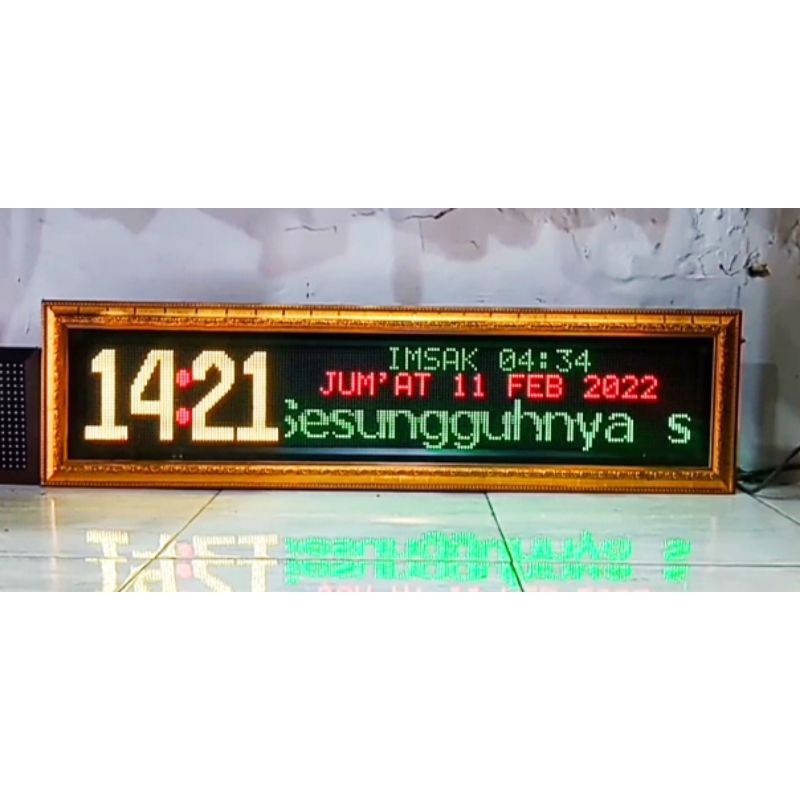 14:21
IMSAK 04:34
JUM'AT 11 FEB 2022
Sesungguhnya s